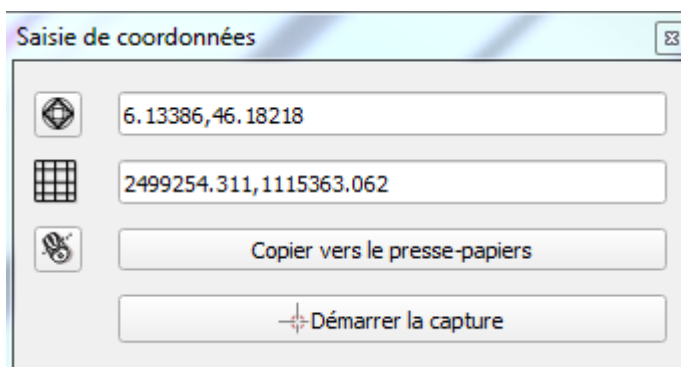 Saisie de coordonnées
6.13386,46.18218
2499254.311,1115363.062
Copier vers le presse-papiers
Démarrer la capture